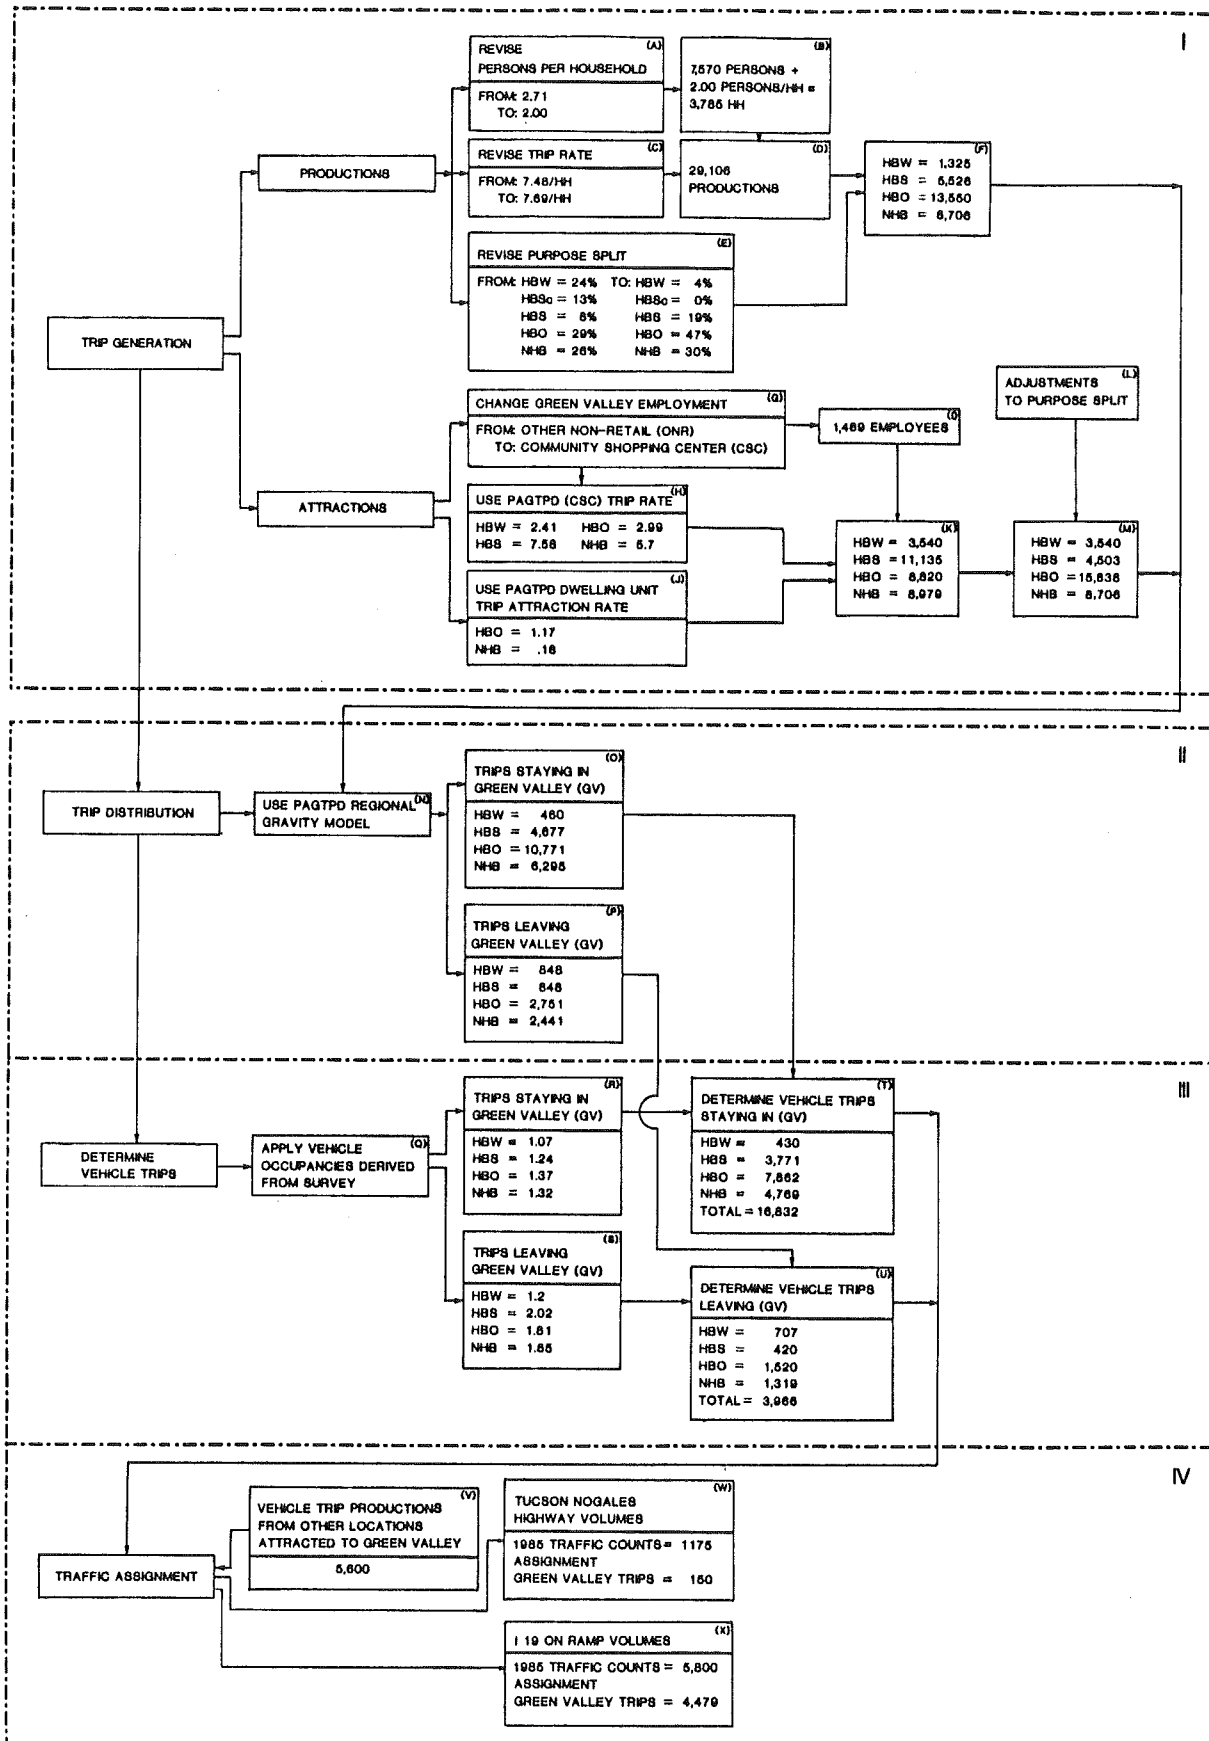 I
REVISE (A)
PERSONS PER HOUSEHOLD
FROM: 2.71
TO: 2.00
(B)
7,570 PERSONS ÷
2.00 PERSONS/HH =
3,785 HH
REVISE TRIP RATE (C)
FROM: 7.48/HH
TO: 7.69/HH
(D)
29,106
PRODUCTIONS
(F)
HBW = 1,325
HBS = 5,526
HBO = 13,550
NHB = 8,706
PRODUCTIONS
(E)
REVISE PURPOSE SPLIT
FROM: HBW = 24% TO: HBW = 4%
HBSc = 13% HBSc = 0%
HBS = 8% HBS = 19%
HBO = 29% HBO = 47%
NHB = 26% NHB = 30%
TRIP GENERATION
(G)
CHANGE GREEN VALLEY EMPLOYMENT
FROM: OTHER NON-RETAIL (ONR)
TO: COMMUNITY SHOPPING CENTER (CSC)
(I)
1,469 EMPLOYEES
(L)
ADJUSTMENTS
TO PURPOSE SPLIT
ATTRACTIONS
(H)
USE PAGTPD (CSC) TRIP RATE
HBW = 2.41 HBO = 2.99
HBS = 7.58 NHB = 5.7
(J)
USE PAGTPD DWELLING UNIT
TRIP ATTRACTION RATE
HBO = 1.17
NHB = .16
(K)
HBW = 3,540
HBS = 11,135
HBO = 8,820
NHB = 8,979
(M)
HBW = 3,540
HBS = 4,503
HBO = 15,636
NHB = 8,706
II
TRIP DISTRIBUTION
USE PAGTPD REGIONAL (N)
GRAVITY MODEL
(O)
TRIPS STAYING IN
GREEN VALLEY (GV)
HBW = 460
HBS = 4,677
HBO = 10,771
NHB = 6,295
(P)
TRIPS LEAVING
GREEN VALLEY (GV)
HBW = 848
HBS = 848
HBO = 2,751
NHB = 2,441
III
DETERMINE
VEHICLE TRIPS
APPLY VEHICLE (Q)
OCCUPANCIES DERIVED
FROM SURVEY
(R)
TRIPS STAYING IN
GREEN VALLEY (GV)
HBW = 1.07
HBS = 1.24
HBO = 1.37
NHB = 1.32
(T)
DETERMINE VEHICLE TRIPS
STAYING IN (GV)
HBW = 430
HBS = 3,771
HBO = 7,862
NHB = 4,769
TOTAL = 16,832
(S)
TRIPS LEAVING
GREEN VALLEY (GV)
HBW = 1.2
HBS = 2.02
HBO = 1.81
NHB = 1.85
(U)
DETERMINE VEHICLE TRIPS
LEAVING (GV)
HBW = 707
HBS = 420
HBO = 1,520
NHB = 1,319
TOTAL = 3,966
IV
TRAFFIC ASSIGNMENT
(V)
VEHICLE TRIP PRODUCTIONS
FROM OTHER LOCATIONS
ATTRACTED TO GREEN VALLEY
5,600
(W)
TUCSON NOGALES
HIGHWAY VOLUMES
1985 TRAFFIC COUNTS = 1175
ASSIGNMENT
GREEN VALLEY TRIPS = 150
(X)
I 19 ON RAMP VOLUMES
1985 TRAFFIC COUNTS = 5,800
ASSIGNMENT
GREEN VALLEY TRIPS = 4,479